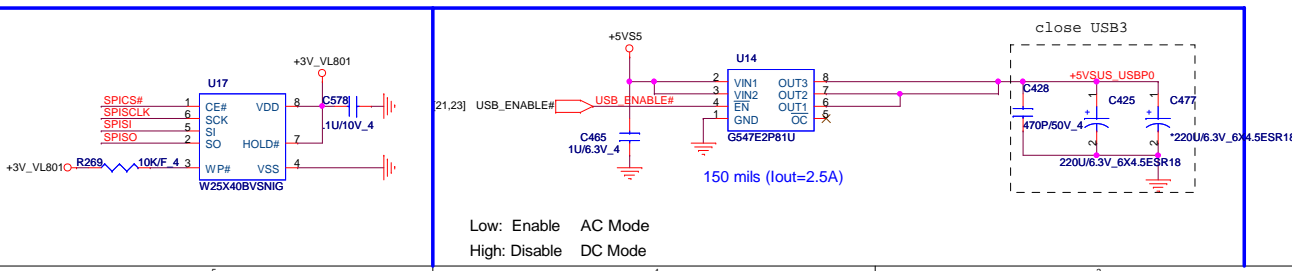 close USB3
+5VS5
+3V_VL801
U17
U14
SPICS#
1
CE#
VDD
8
C578
.1U/10V_4
SPISCLK
6
SCK
SPISI
5
SI
SPISO
2
SO
HOLD#
7
+3V_VL801
R269
10K/F_4
3
WP#
VSS
4
W25X40BVSNIG
[21,23]
USB_ENABLE#
USB_ENABLE#
2
VIN1
OUT3
8
3
VIN2
OUT2
7
4
EN
OUT1
6
1
GND
OC
5
G547E2P81U
C465
1U/6.3V_4
150 mils (Iout=2.5A)
+5VSUS_USBP0
C428
470P/50V_4
1
+
C425
2
220U/6.3V_6X4.5ESR18
1
+
C477
2
*220U/6.3V_6X4.5ESR18
Low: Enable AC Mode
High: Disable DC Mode